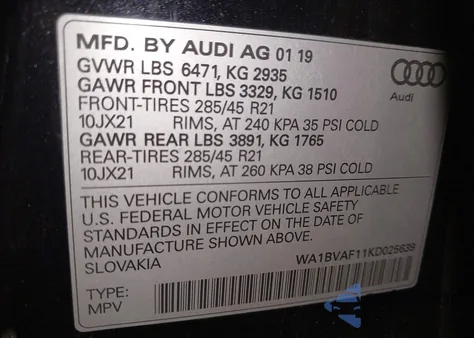 MFD. BY AUDI AG 01 19
GVWR LBS 6471, KG 2935
GAWR FRONT LBS 3329, KG 1510
FRONT-TIRES 285/45 R21
10JX21 RIMS, AT 240 KPA 35 PSI COLD
GAWR REAR LBS 3891, KG 1765
REAR-TIRES 285/45 R21
10JX21 RIMS, AT 260 KPA 38 PSI COLD
Audi
THIS VEHICLE CONFORMS TO ALL APPLICABLE
U.S. FEDERAL MOTOR VEHICLE SAFETY
STANDARDS IN EFFECT ON THE DATE OF
MANUFACTURE SHOWN ABOVE.
SLOVAKIA WA1BVAF11KD025639
TYPE:
MPV